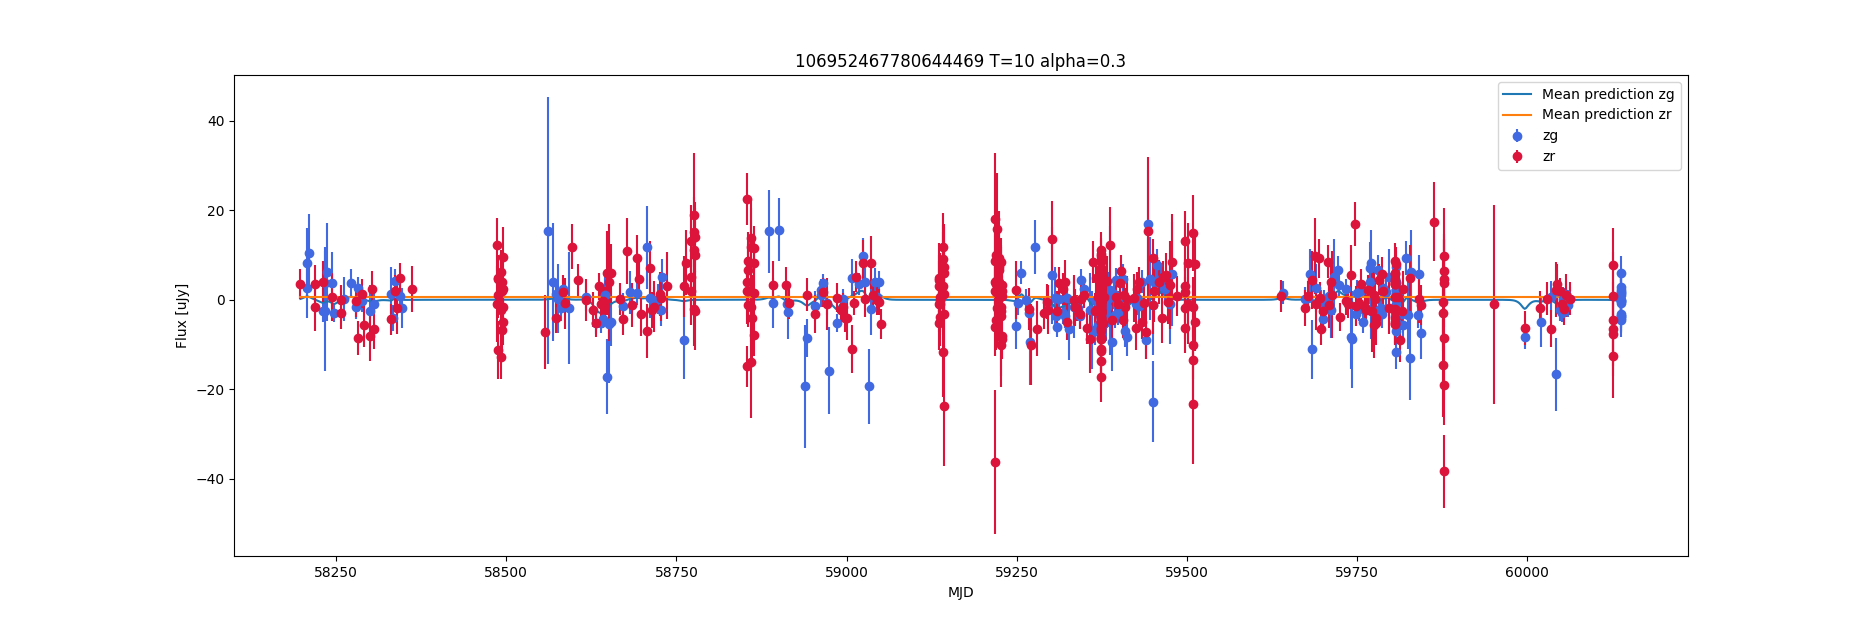 106952467780644469 T=10 alpha=0.3
Mean prediction zg
Mean prediction zr
zg
zr
40
20
0
−20
−40
Flux [uJy]
58250 58500 58750 59000 59250 59500 59750 60000
MJD